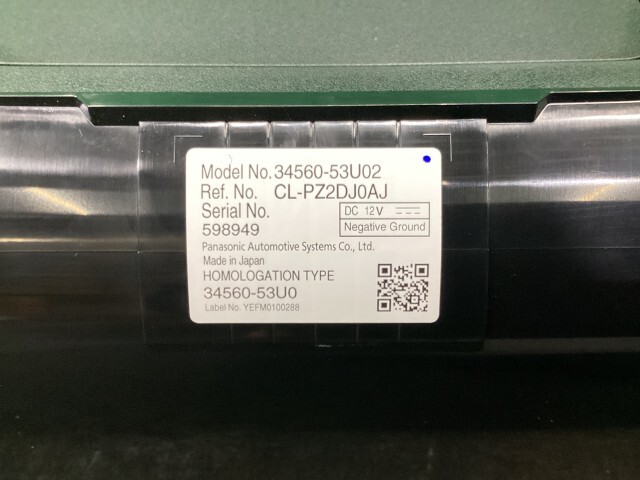 Model No. 34560-53U02
Ref. No. CL-PZ2DJ0AJ
Serial No.
598949
DC 12V
Negative Ground
Panasonic Automotive Systems Co., Ltd.
Made in Japan
HOMOLOGATION TYPE
34560-53U0
Label No. YEFM0100288